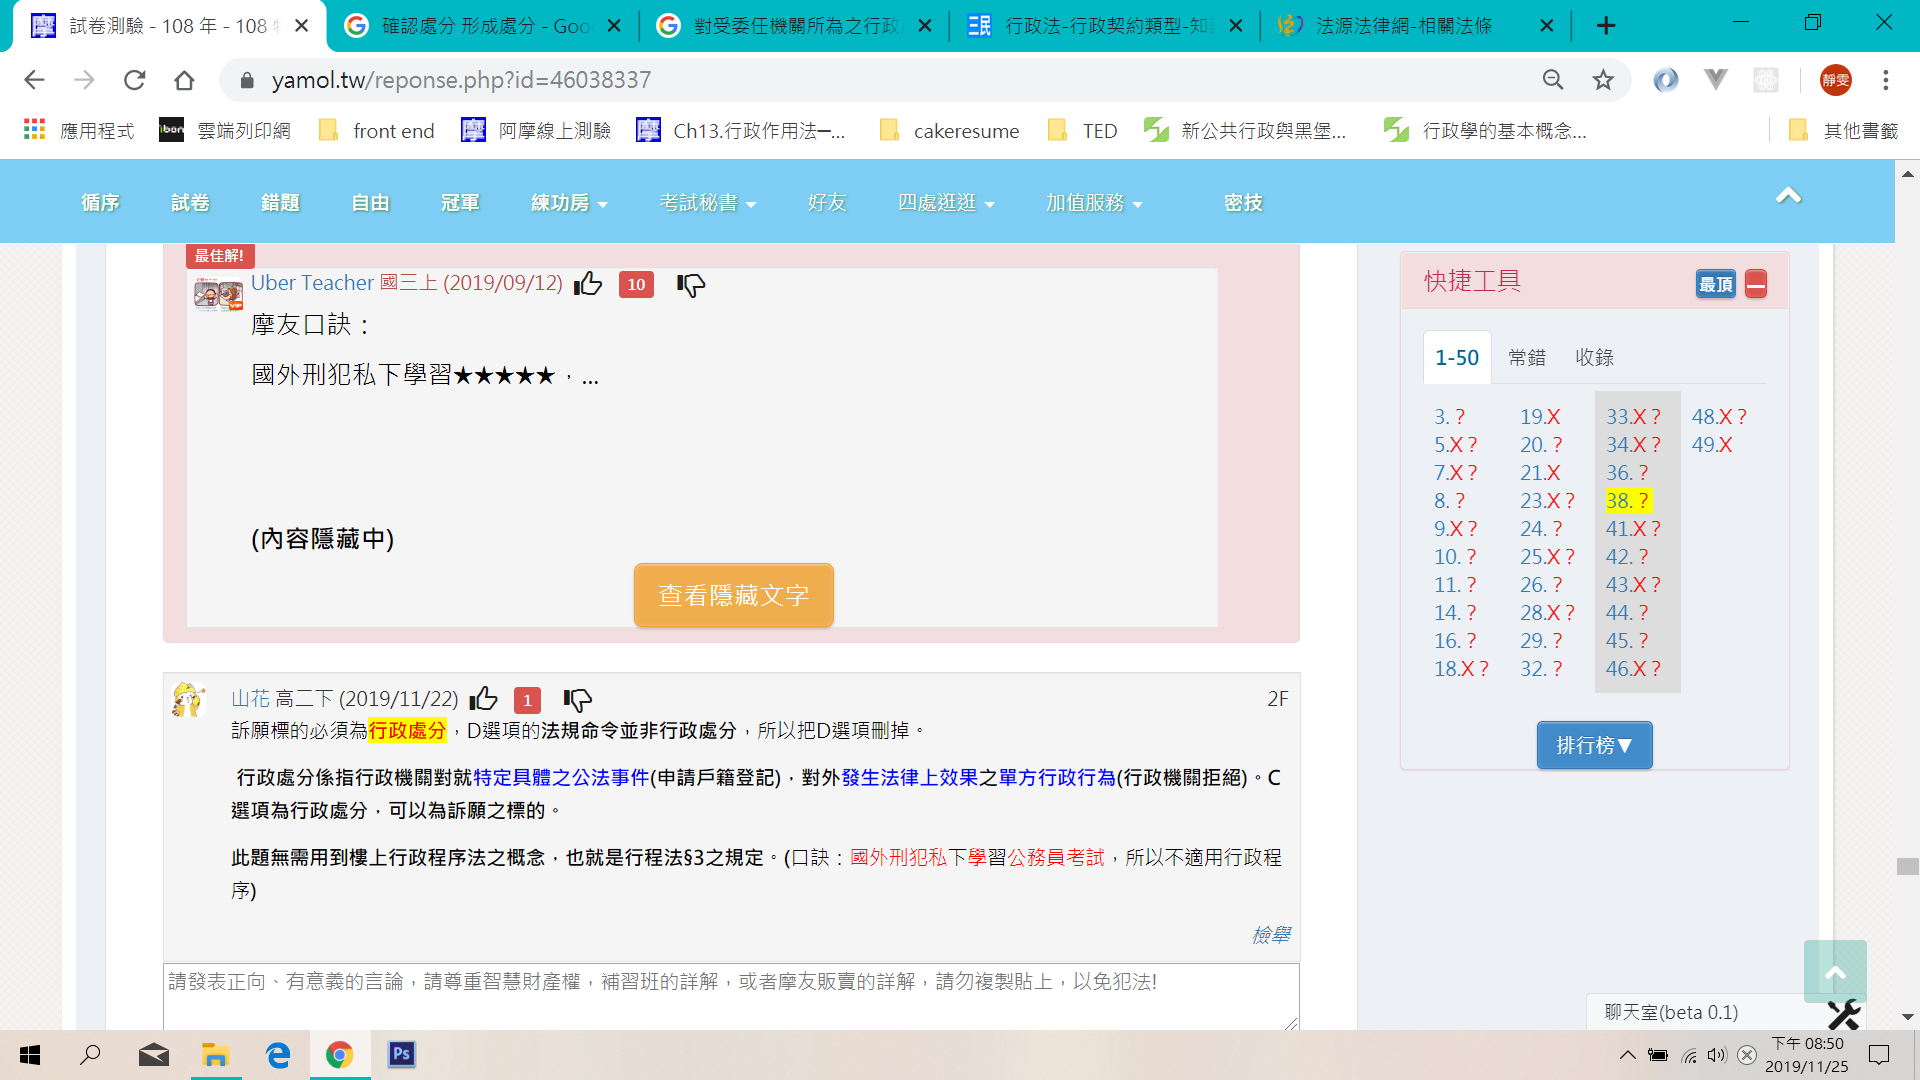 試卷測驗 - 108 年 - 108 特
確認處分 形成處分 - Goo
對受委任機關所為之行政
行政法-行政契約類型-知
法源法律網-相關法條
yamol.tw/reponse.php?id=46038337
靜雯
應用程式
ibon
雲端列印網
front end
阿摩線上測驗
Ch13.行政作用法─...
cakeresume
TED
新公共行政與黑堡...
行政學的基本概念...
其他書籤
循序
試卷
錯題
自由
冠軍
練功房
考試秘書
好友
四處逛逛
加值服務
密技
最佳解!
Uber Teacher 國三上 (2019/09/12)
10
摩友口訣：
國外刑犯私下學習★★★★★，...
(內容隱藏中)
查看隱藏文字
山花 高二下 (2019/11/22)
1
2F
訴願標的必須為行政處分，D選項的法規命令並非行政處分，所以把D選項刪掉。
行政處分係指行政機關對就特定具體之公法事件(申請戶籍登記)，對外發生法律上效果之單方行政行為(行政機關拒絕)。C
選項為行政處分，可以為訴願之標的。
此題無需用到樓上行政程序法之概念，也就是行程法§3之規定。(口訣：國外刑犯私下學習公務員考試，所以不適用行政程
序)
檢舉
請發表正向、有意義的言論，請尊重智慧財產權，補習班的詳解，或者摩友販賣的詳解，請勿複製貼上，以免犯法!
快捷工具
最頂
1-50
常錯
收錄
3. ?
5.X ?
7.X ?
8. ?
9.X ?
10. ?
11. ?
14. ?
16. ?
18.X ?
19.X
20. ?
21.X
23.X ?
24. ?
25.X ?
26. ?
28.X ?
29. ?
32. ?
33.X ?
34.X ?
36. ?
38. ?
41.X ?
42. ?
43.X ?
44. ?
45. ?
46.X ?
48.X ?
49.X
排行榜▼
聊天室(beta 0.1)
Ps
下午 08:50
2019/11/25